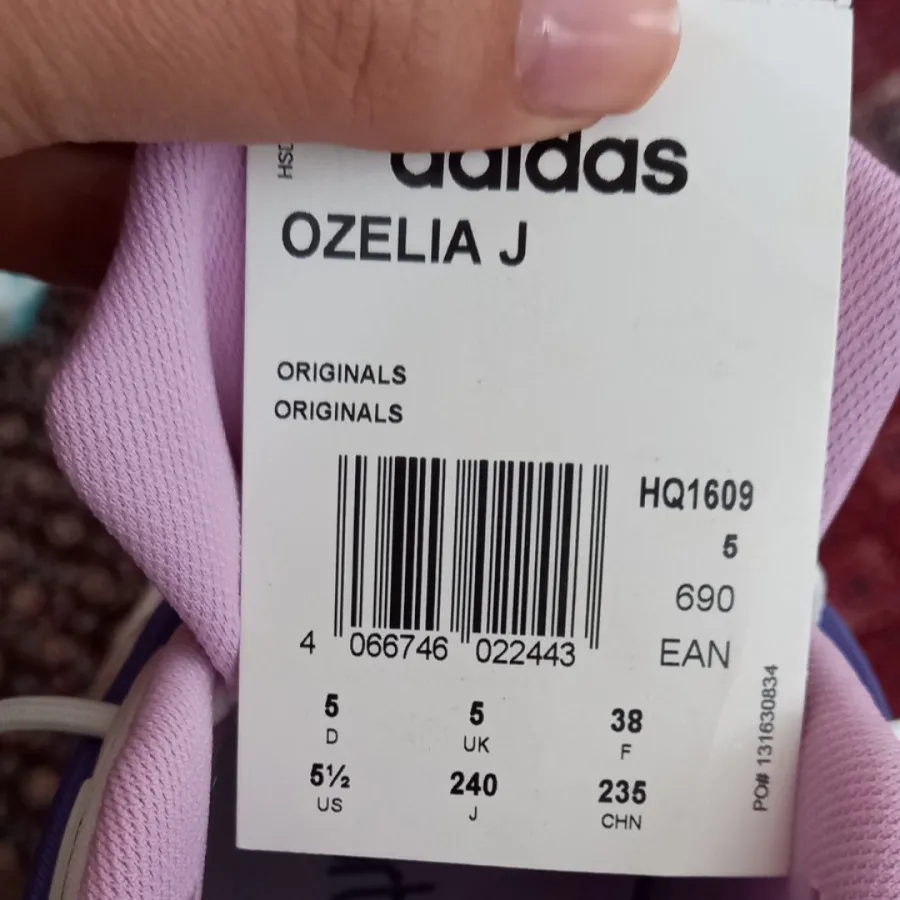 adidas
OZELIA J
ORIGINALS
ORIGINALS
HQ1609
5
690
EAN
4 066746 022443
5 5 38
D UK F
5½ 240 235
US J CHN
PO# 131630834